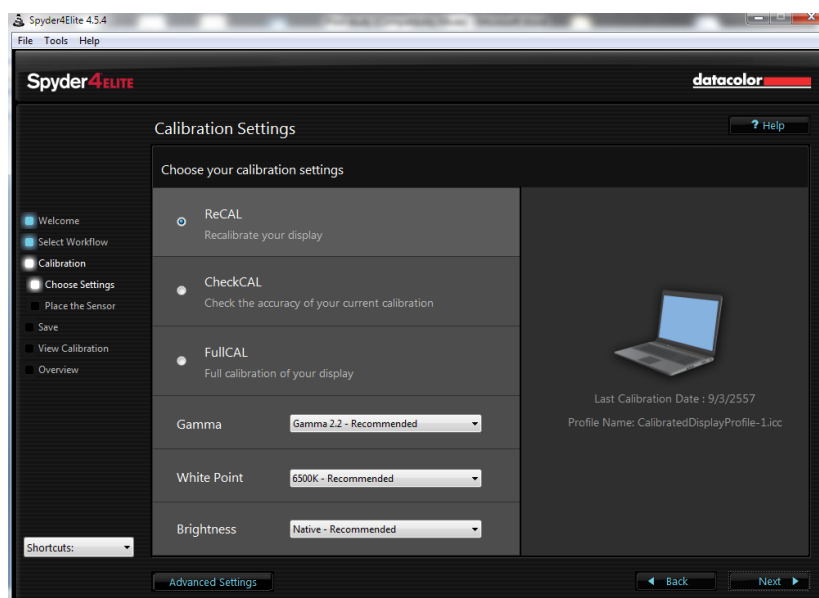 Spyder4Elite 4.5.4
File Tools Help
Spyder4ELITE
datacolor
Calibration Settings
? Help
Choose your calibration settings
Welcome
Select Workflow
Calibration
Choose Settings
Place the Sensor
Save
View Calibration
Overview
ReCAL
Recalibrate your display
CheckCAL
Check the accuracy of your current calibration
FullCAL
Full calibration of your display
Gamma
Gamma 2.2 - Recommended
White Point
6500K - Recommended
Brightness
Native - Recommended
Last Calibration Date : 9/3/2557
Profile Name: CalibratedDisplayProfile-1.icc
Shortcuts:
Advanced Settings
Back
Next